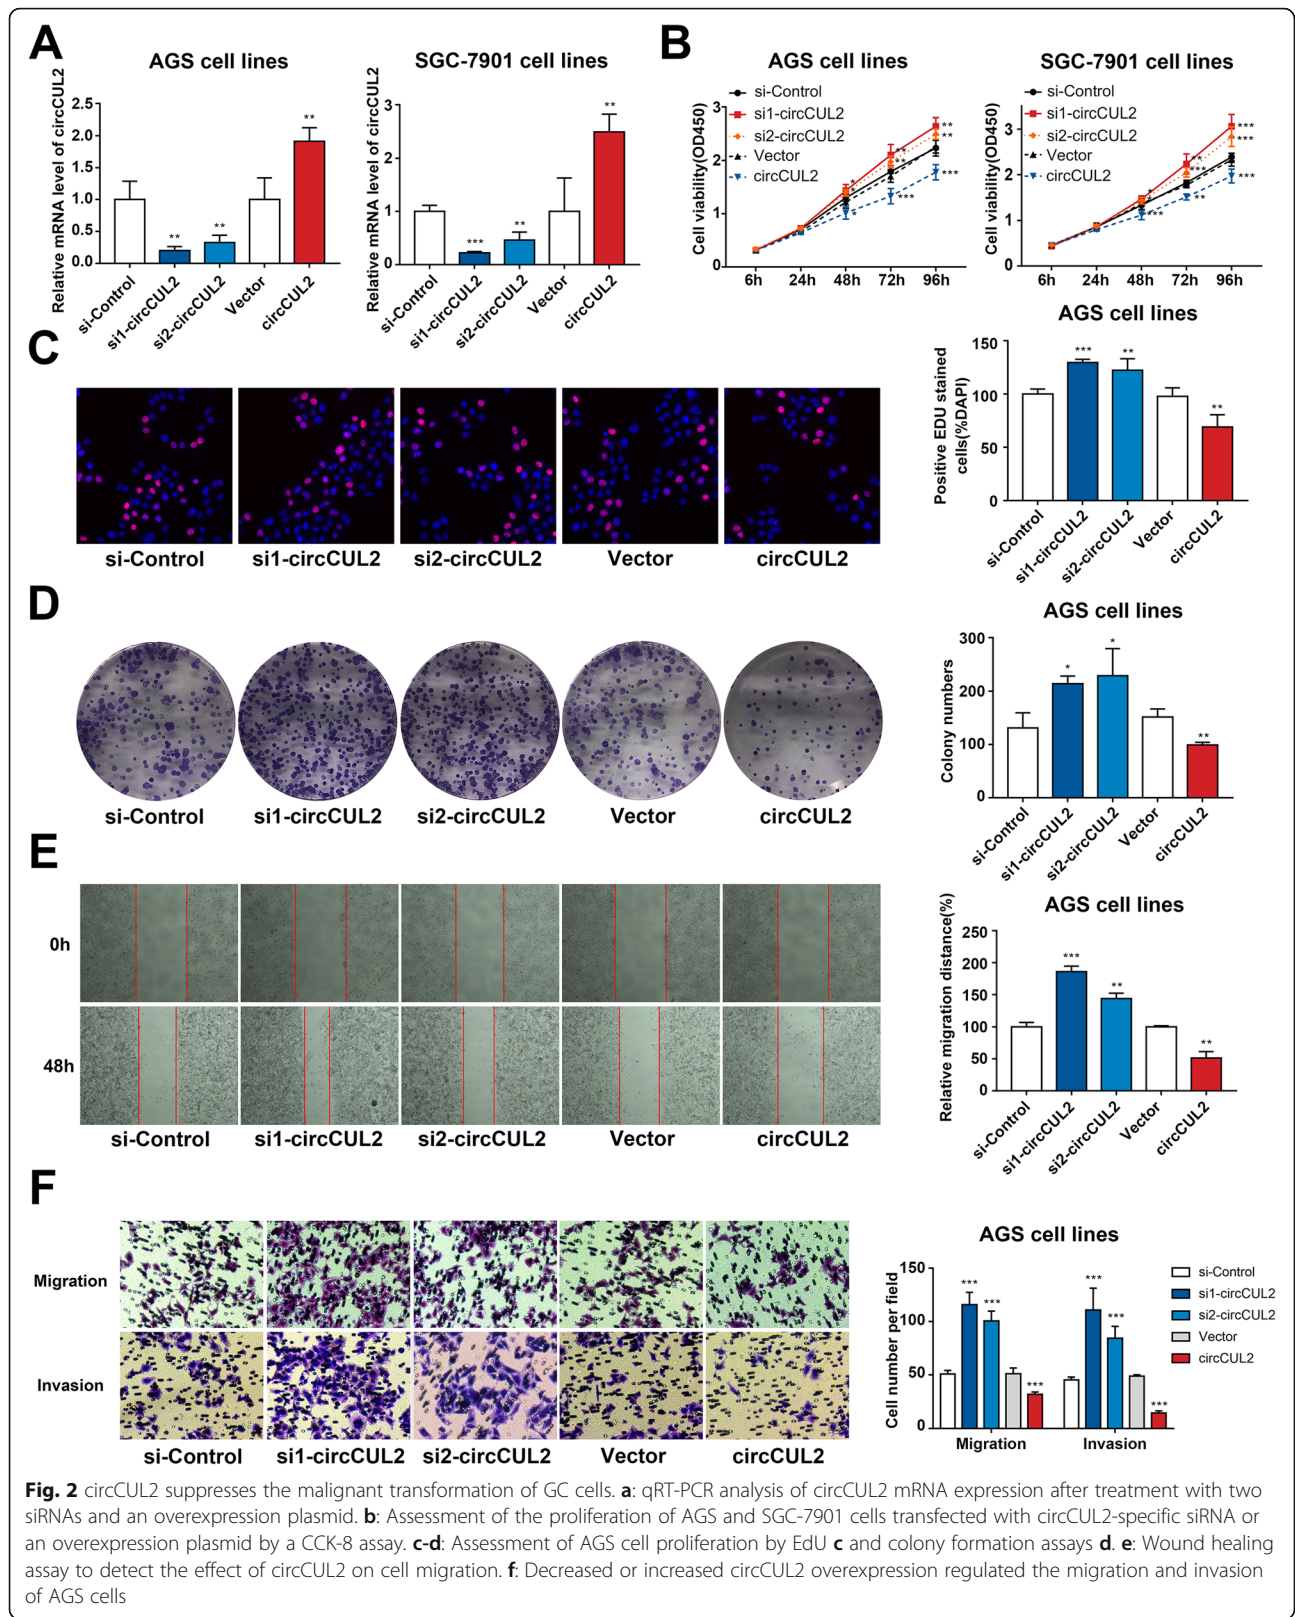 A
AGS cell lines
Relative mRNA level of circCUL2
2.5
2.0
1.5
1.0
0.5
0.0
**
**
**
si-Control
si1-circCUL2
si2-circCUL2
Vector
circCUL2
SGC-7901 cell lines
Relative mRNA level of circCUL2
3
2
1
0
***
**
**
si-Control
si1-circCUL2
si2-circCUL2
Vector
circCUL2
B
AGS cell lines
si-Control
si1-circCUL2
si2-circCUL2
Vector
circCUL2
Cell viability(OD450)
3
2
1
0
*
*
**
**
***
**
**
***
6h 24h 48h 72h 96h
SGC-7901 cell lines
si-Control
si1-circCUL2
si2-circCUL2
Vector
circCUL2
Cell viability(OD450)
3
2
1
0
*
***
**
***
**
***
***
***
6h 24h 48h 72h 96h
C
si-Control si1-circCUL2 si2-circCUL2 Vector circCUL2
AGS cell lines
Positive EDU stained
cells(%DAPI)
150
100
50
0
***
**
**
si-Control
si1-circCUL2
si2-circCUL2
Vector
circCUL2
D
si-Control si1-circCUL2 si2-circCUL2 Vector circCUL2
AGS cell lines
Colony numbers
300
200
100
0
*
*
**
si-Control
si1-circCUL2
si2-circCUL2
Vector
circCUL2
E
0h
48h
si-Control si1-circCUL2 si2-circCUL2 Vector circCUL2
AGS cell lines
Relative migration distance(%)
250
200
150
100
50
0
***
**
**
si-Control
si1-circCUL2
si2-circCUL2
Vector
circCUL2
F
Migration
Invasion
si-Control si1-circCUL2 si2-circCUL2 Vector circCUL2
AGS cell lines
Cell number per field
150
100
50
0
***
***
***
***
***
***
Migration Invasion
si-Control
si1-circCUL2
si2-circCUL2
Vector
circCUL2
Fig. 2 circCUL2 suppresses the malignant transformation of GC cells. a: qRT-PCR analysis of circCUL2 mRNA expression after treatment with two
siRNAs and an overexpression plasmid. b: Assessment of the proliferation of AGS and SGC-7901 cells transfected with circCUL2-specific siRNA or
an overexpression plasmid by a CCK-8 assay. c-d: Assessment of AGS cell proliferation by EdU c and colony formation assays d. e: Wound healing
assay to detect the effect of circCUL2 on cell migration. f: Decreased or increased circCUL2 overexpression regulated the migration and invasion
of AGS cells